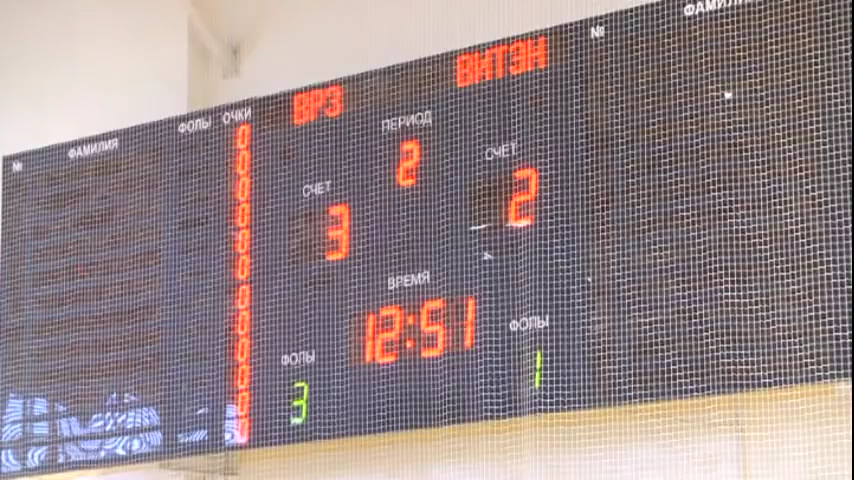 № ФАМИЛИЯ ФОЛЫ ОЧКИ
ВРЗ
ВИТЭН
№ ФАМИЛИЯ
ПЕРИОД
2
СЧЕТ
3
СЧЕТ
2
ВРЕМЯ
12:51
ФОЛЫ
3
ФОЛЫ
1